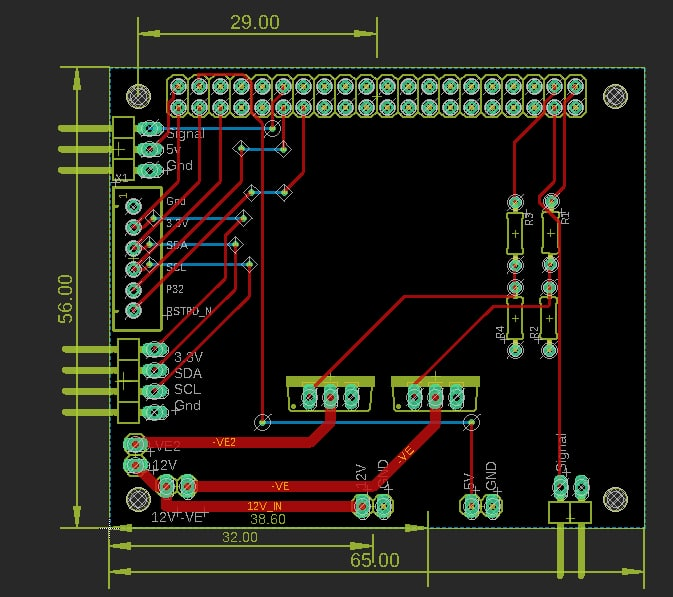 29.00
Signal
5v
Gnd
X1
1
Gnd
3.3V
SDA
SCL
P32
RSTPD_N
56.00
R3
R1
R4
R2
3.3V
SDA
SCL
Gnd
-VE2
-VE2
12V
-VE
-VE
12V
GND
5V
GND
Signal
12V_IN
12V -VE
38.60
32.00
65.00